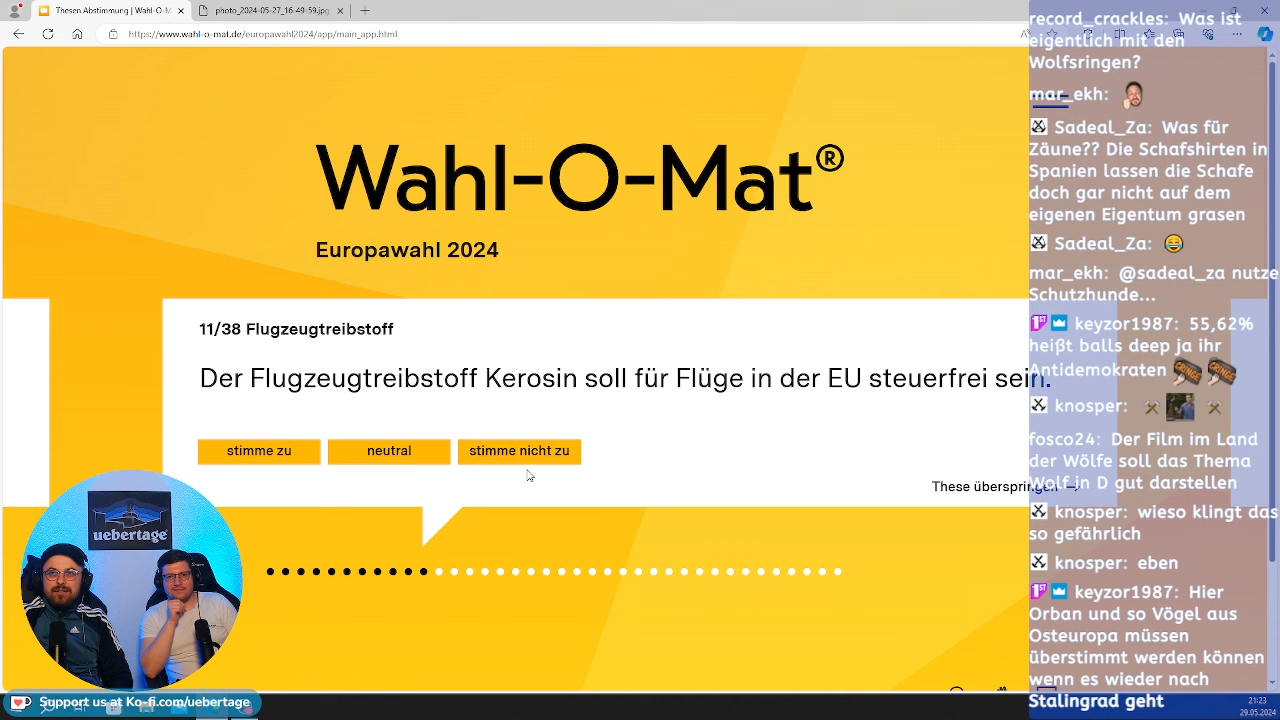 Thesen Abstimmung | Wahl-O-M
photo_2024-05-27_16-49-59.jpg
https://www.wahl-o-mat.de/europawahl2024/app/main_app.html
Wahl-O-Mat®
Europawahl 2024
11/38 Flugzeugtreibstoff
Der Flugzeugtreibstoff Kerosin soll für Flüge in der EU steuerfrei sein.
stimme zu
neutral
stimme nicht zu
These überspringen →
uebertage
Support us at Ko-fi.com/uebertage
record_crackles: Was ist
eigentlich mit den
Wolfsringen?
mar_ekh:
Sadeal_Za: Was für
Zäune?? Die Schafshirten in
Spanien lassen die Schafe
doch gar nicht auf dem
eigenen Eigentum grasen
Sadeal_Za: 😂
mar_ekh: @sadeal_za nutze
Schutzhunde...
1ST keyzor1987: 55,62%
heißt balls deep ja ihr
Antidemokraten CRINGE CRINGE
knosper:
fosco24: Der Film im Land
der Wölfe soll das Thema
Wolf in D gut darstellen
knosper: wieso klingt das
so gefährlich
knosper: eben
1ST keyzor1987: Hier
Orban und so Vögel aus
Osteuropa müssen
überstimmt werden können
wenn es wieder nach
Stalingrad geht
21:23
29.05.2024